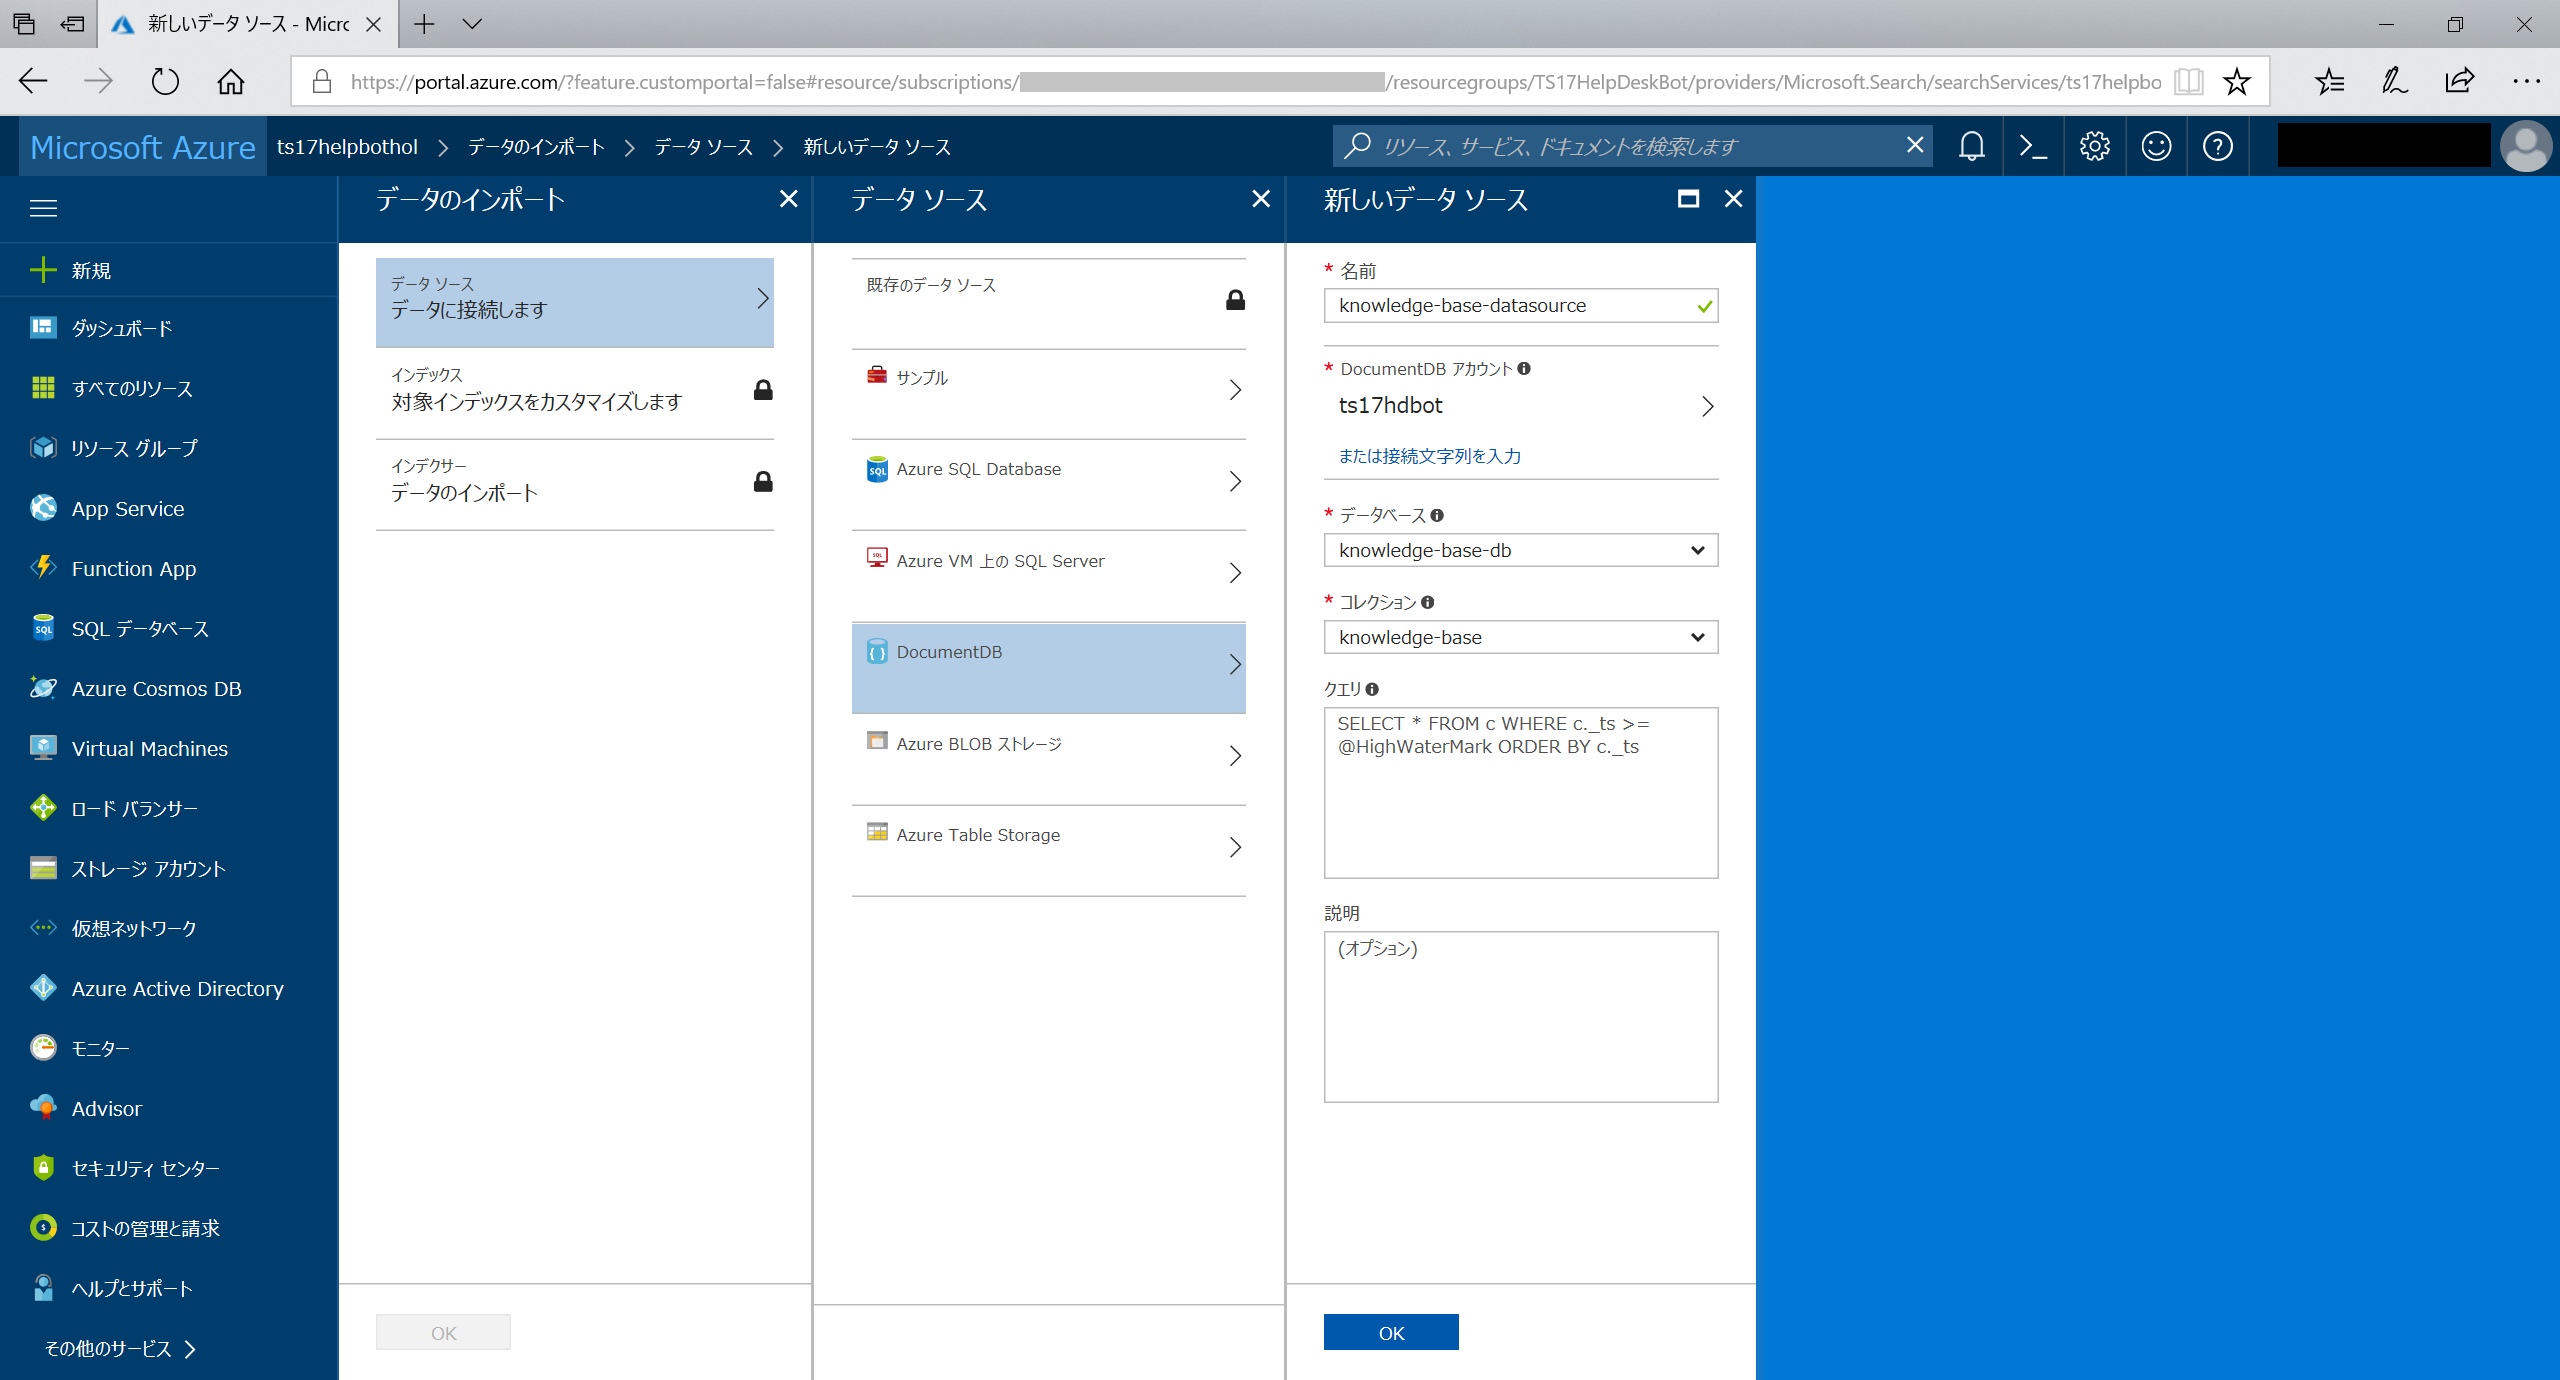 新しいデータ ソース - Micr
https://portal.azure.com/?feature.customportal=false#resource/subscriptions/ /resourcegroups/TS17HelpDeskBot/providers/Microsoft.Search/searchServices/ts17helpbo
Microsoft Azure ts17helpbothol データのインポート データ ソース 新しいデータ ソース
リソース、サービス、ドキュメントを検索します
新規
ダッシュボード
すべてのリソース
リソース グループ
App Service
Function App
SQL データベース
Azure Cosmos DB
Virtual Machines
ロード バランサー
ストレージ アカウント
仮想ネットワーク
Azure Active Directory
モニター
Advisor
セキュリティ センター
コストの管理と請求
ヘルプとサポート
その他のサービス
データのインポート
データ ソース
データに接続します
インデックス
対象インデックスをカスタマイズします
インデクサー
データのインポート
OK
データ ソース
既存のデータ ソース
サンプル
Azure SQL Database
Azure VM 上の SQL Server
DocumentDB
Azure BLOB ストレージ
Azure Table Storage
新しいデータ ソース
* 名前
knowledge-base-datasource
* DocumentDB アカウント
ts17hdbot
または接続文字列を入力
* データベース
knowledge-base-db
* コレクション
knowledge-base
クエリ
SELECT * FROM c WHERE c._ts >=
@HighWaterMark ORDER BY c._ts
説明
(オプション)
OK